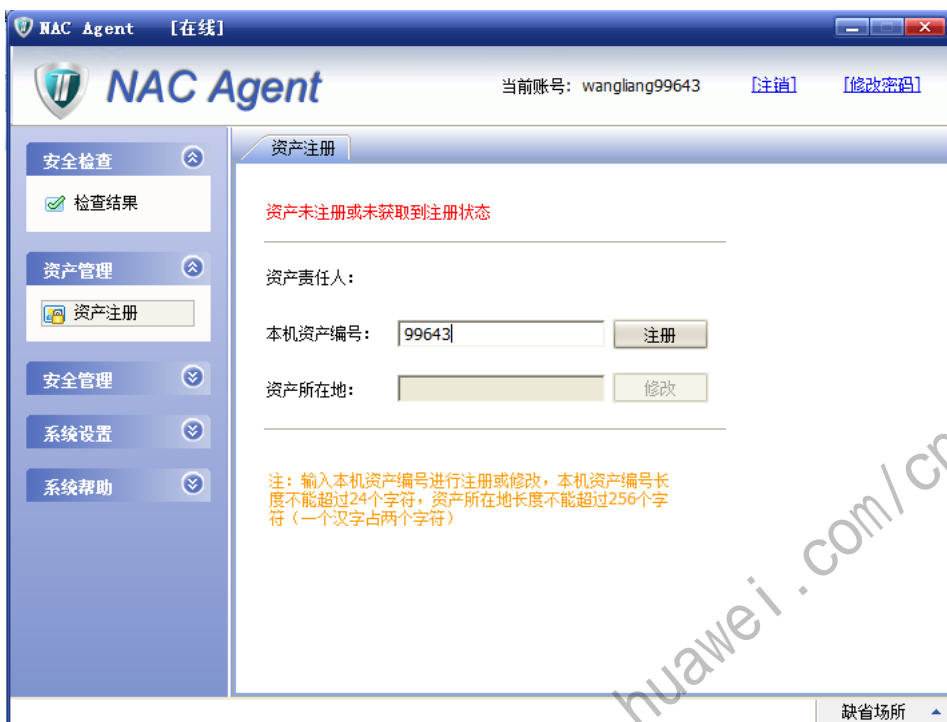 NAC Agent [在线]
NAC Agent
当前账号：wangliang99643 [注销] [修改密码]
安全检查
检查结果
资产管理
资产注册
安全管理
系统设置
系统帮助
资产注册
资产未注册或未获取到注册状态
资产责任人：
本机资产编号： 99643 注册
资产所在地： 修改
注：输入本机资产编号进行注册或修改，本机资产编号长
度不能超过24个字符，资产所在地长度不能超过256个字
符（一个汉字占两个字符）
huawei.com/cn
缺省场所